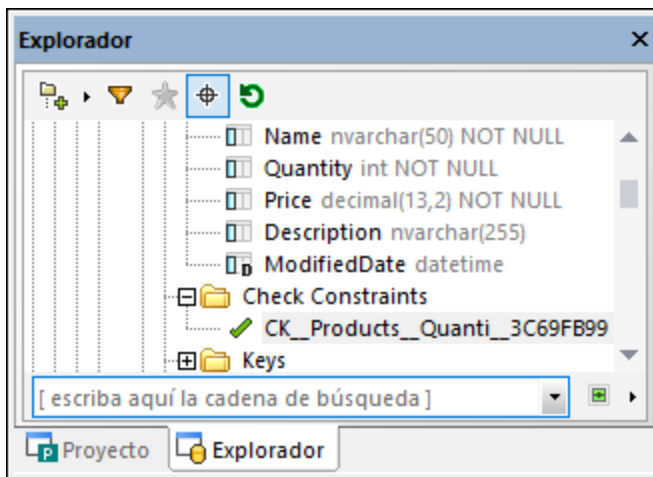 Explorador
Name nvarchar(50) NOT NULL
Quantity int NOT NULL
Price decimal(13,2) NOT NULL
Description nvarchar(255)
D ModifiedDate datetime
Check Constraints
CK__Products__Quanti__3C69FB99
Keys
[ escriba aquí la cadena de búsqueda ]
P Proyecto Explorador